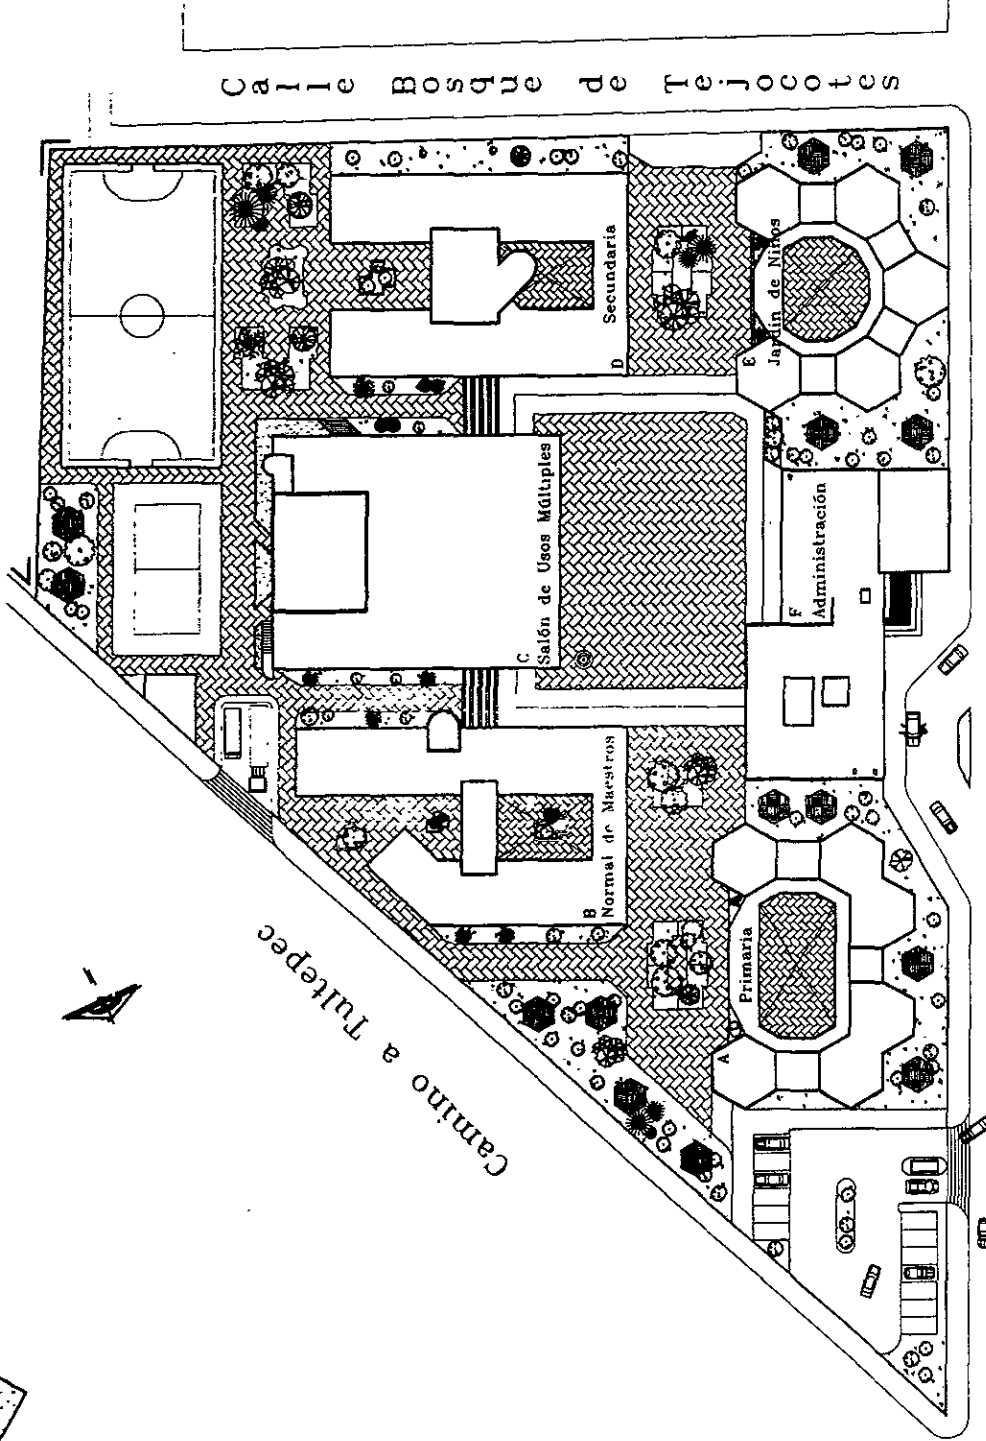 Calle Bosque de Tejocotes
Camino a Tultepec
A
Primaria
B
Normal de Maestros
C
Salón de Usos Múltiples
D
Secundaria
E
Jardín de Niños
F
Administración